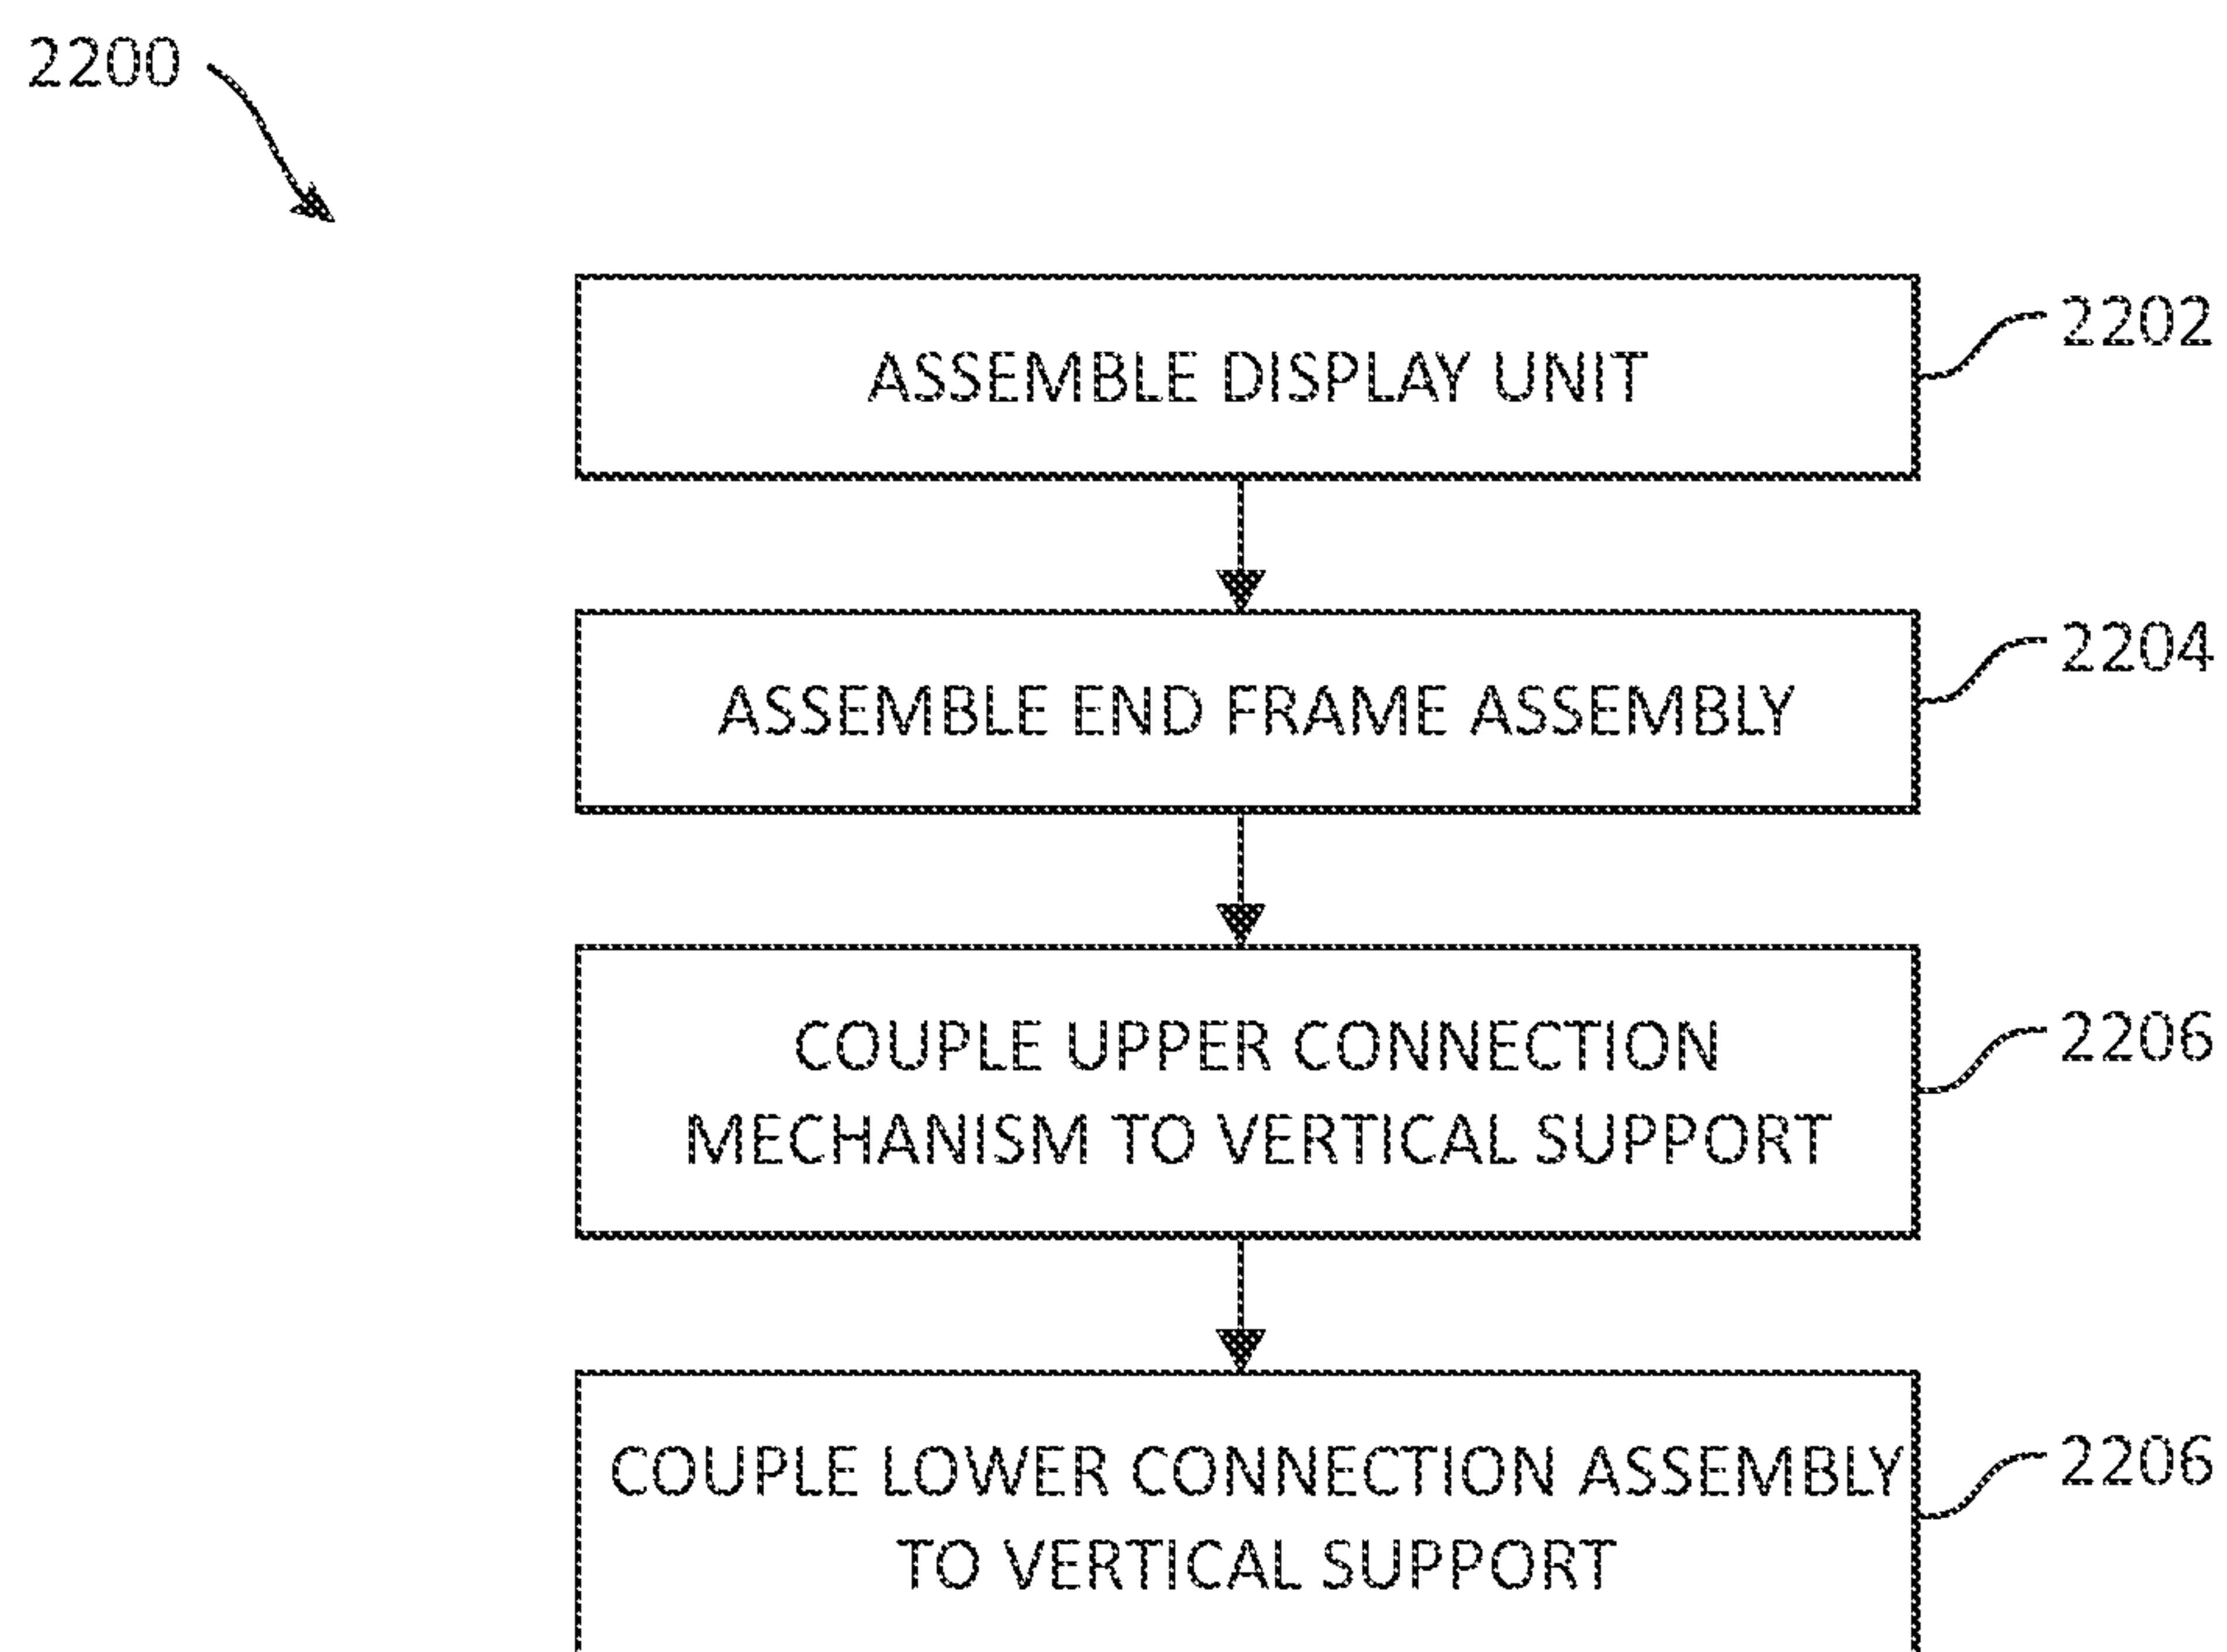 2200
ASSEMBLE DISPLAY UNIT
2202
ASSEMBLE END FRAME ASSEMBLY
2204
COUPLE UPPER CONNECTION
MECHANISM TO VERTICAL SUPPORT
2206
COUPLE LOWER CONNECTION ASSEMBLY
TO VERTICAL SUPPORT
2206